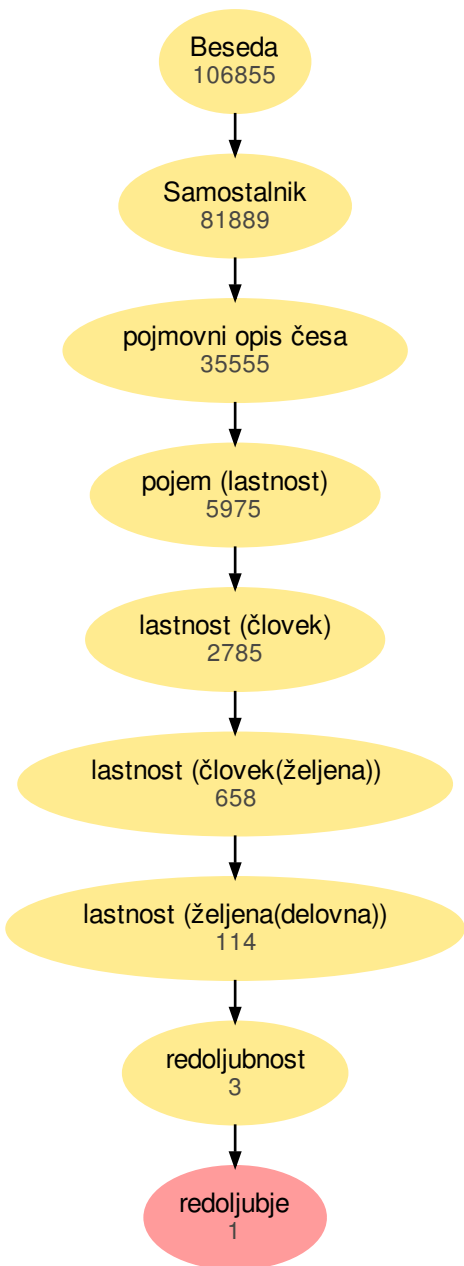 Beseda
106855
Samostalnik
81889
pojmovni opis česa
35555
pojem (lastnost)
5975
lastnost (človek)
2785
lastnost (človek(željena))
658
lastnost (željena(delovna))
114
redoljubnost
3
redoljubje
1